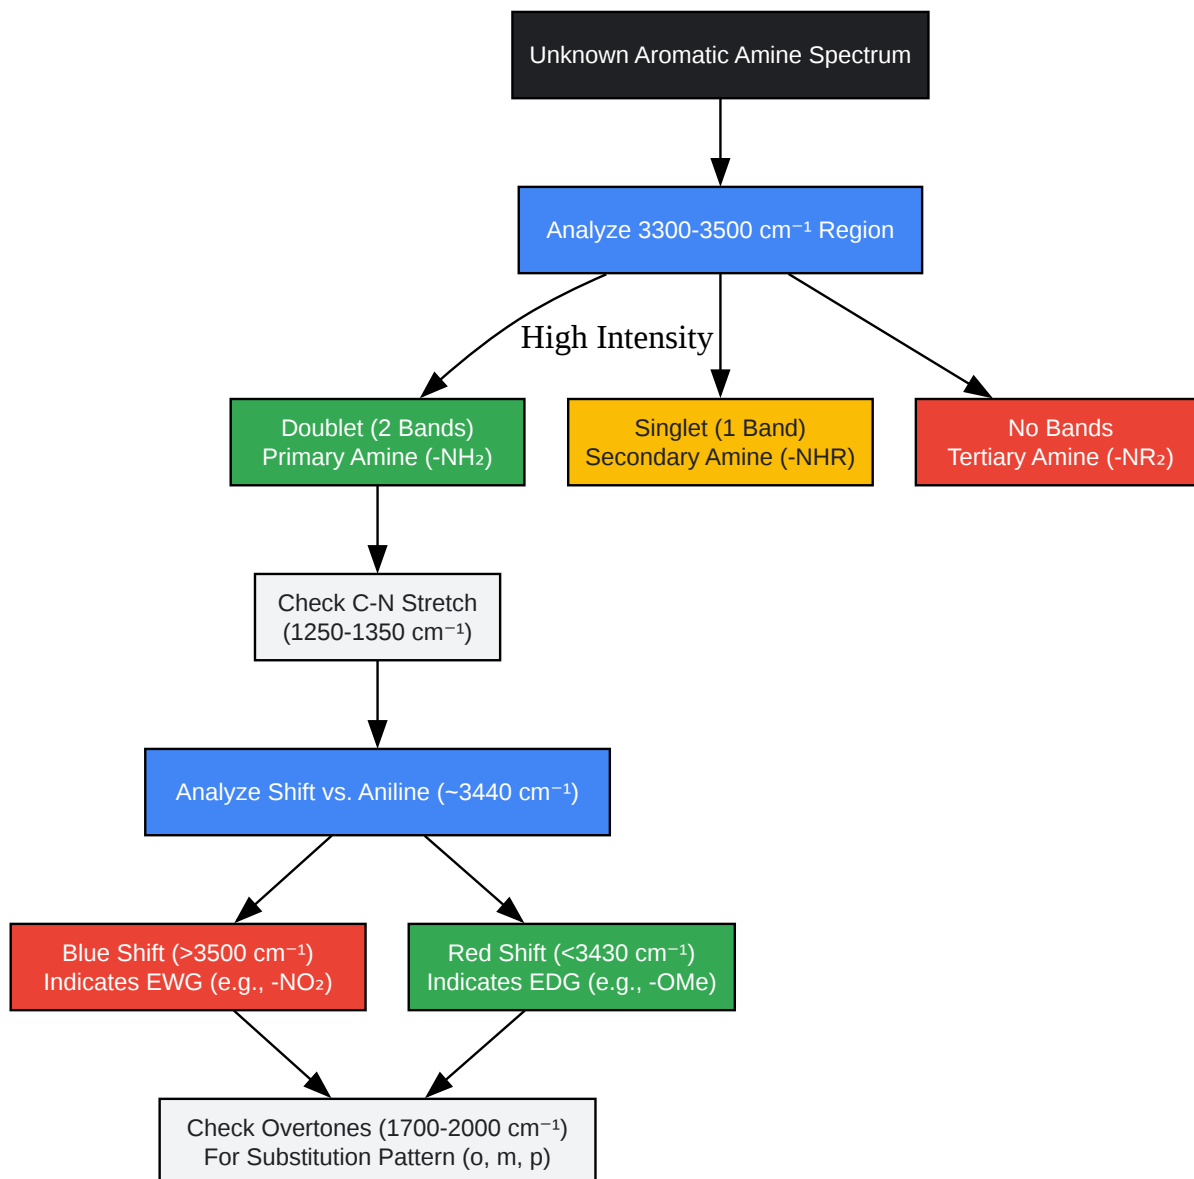 Unknown Aromatic Amine Spectrum
Analyze 3300-3500 cm⁻¹ Region
High Intensity
Doublet (2 Bands)
Primary Amine (-NH₂)
Singlet (1 Band)
Secondary Amine (-NHR)
No Bands
Tertiary Amine (-NR₂)
Check C-N Stretch
(1250-1350 cm⁻¹)
Analyze Shift vs. Aniline (~3440 cm⁻¹)
Blue Shift (>3500 cm⁻¹)
Indicates EWG (e.g., -NO₂)
Red Shift (<3430 cm⁻¹)
Indicates EDG (e.g., -OMe)
Check Overtones (1700-2000 cm⁻¹)
For Substitution Pattern (o, m, p)